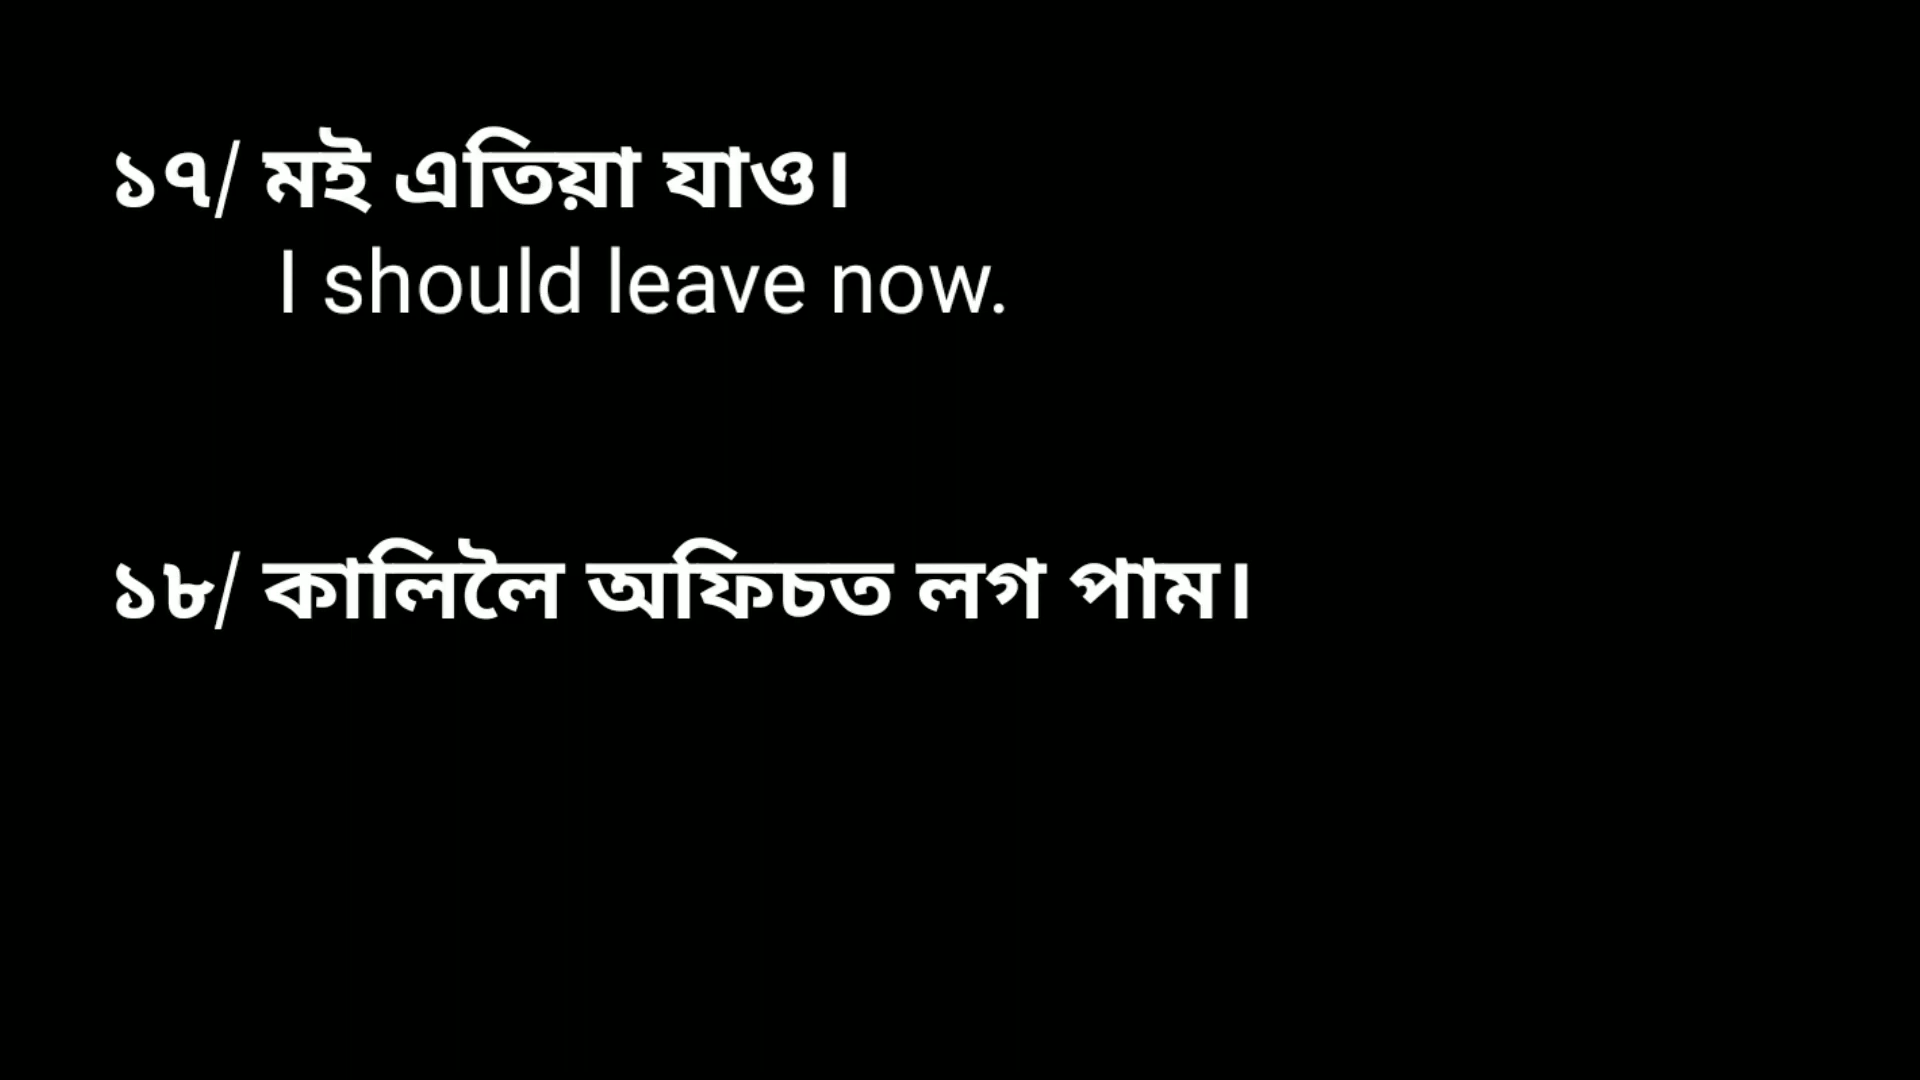 ১৭/ মই এতিয়া যাও।
I should leave now.
১৮/ কালিলৈ অফিচত লগ পাম।